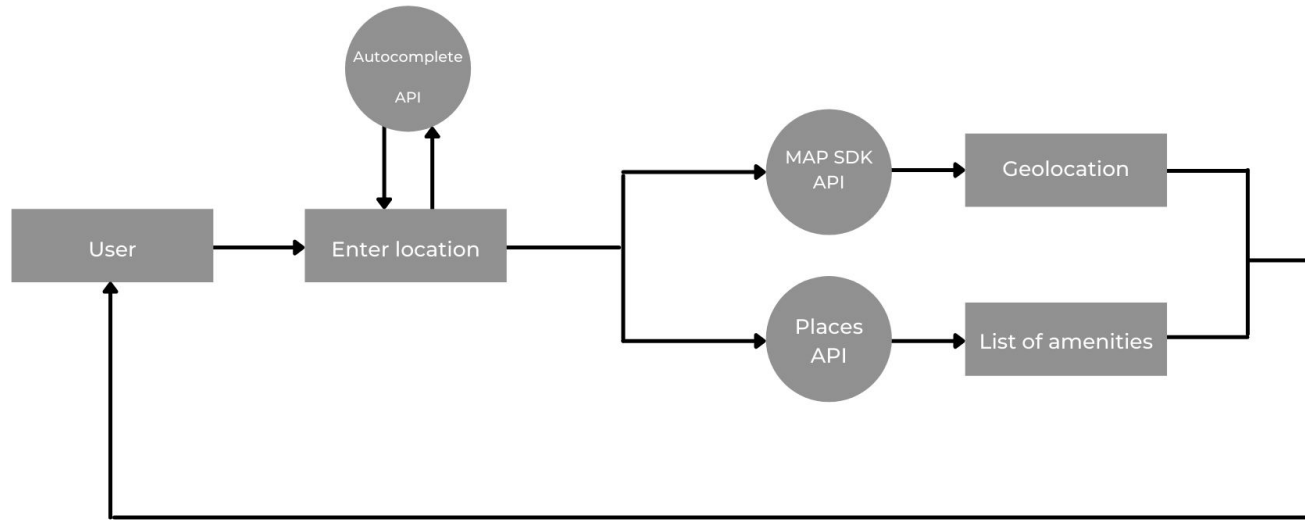 Autocomplete
API
User
Enter location
MAP SDK
API
Geolocation
Places
API
List of amenities